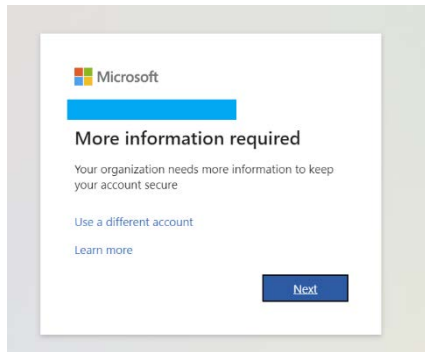 Microsoft
More information required
Your organization needs more information to keep
your account secure
Use a different account
Learn more
Next